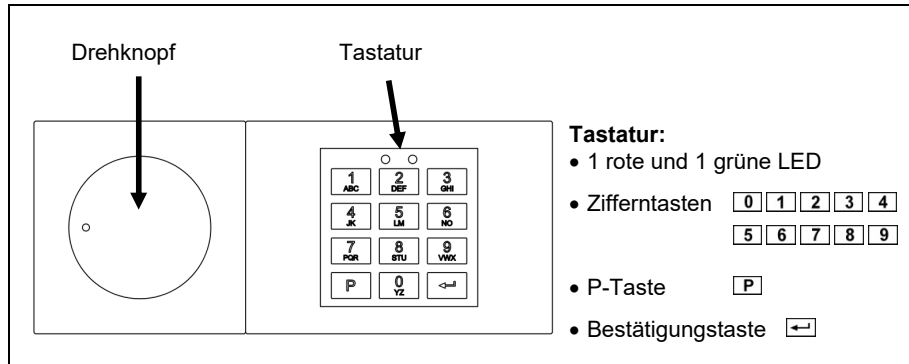 Drehknopf
Tastatur
1 2 3
ABC DEF GHI
4 5 6
JK LM NO
7 8 9
PQR STU VWX
P 0
YZ
Tastatur:
• 1 rote und 1 grüne LED
• Zifferntasten 0 1 2 3 4
5 6 7 8 9
• P-Taste P
• Bestätigungstaste